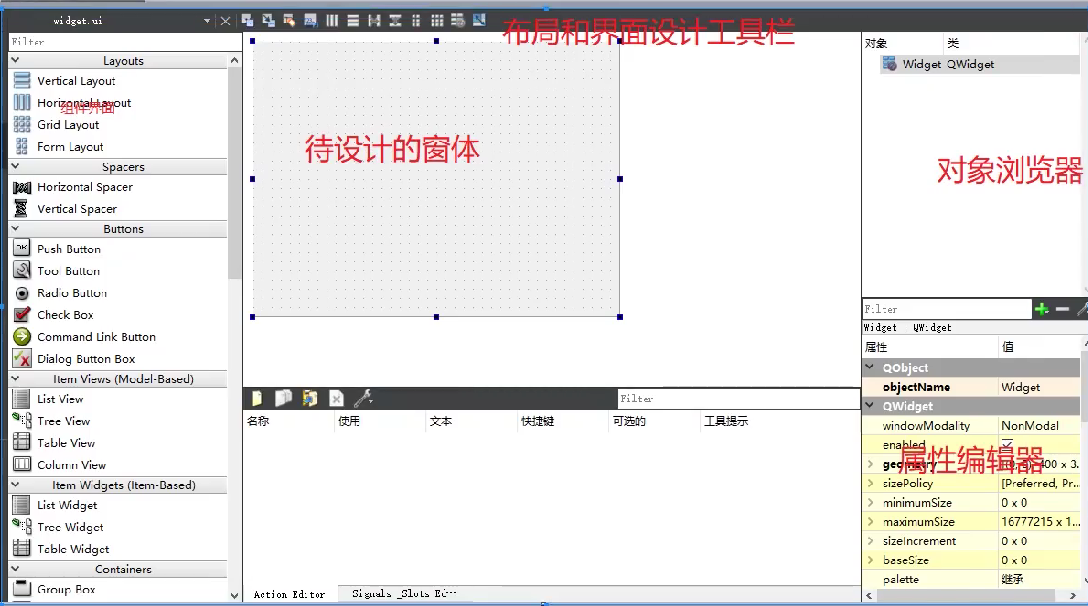 widget.ui
布局和界面设计工具栏
Filter
Layouts
Vertical Layout
Horizontal Layout
组件界面
Grid Layout
Form Layout
Spacers
Horizontal Spacer
Vertical Spacer
Buttons
Push Button
Tool Button
Radio Button
Check Box
Command Link Button
Dialog Button Box
Item Views (Model-Based)
List View
Tree View
Table View
Column View
Item Widgets (Item-Based)
List Widget
Tree Widget
Table Widget
Containers
Group Box
待设计的窗体
Filter
名称 使用 文本 快捷键 可选的 工具提示
Action Editor Signals _Slots Ed···
对象 类
Widget QWidget
对象浏览器
Filter
Widget QWidget
属性 值
QObject
objectName Widget
QWidget
windowModality NonModal
enabled
属性编辑器
geometry 400 x 3...
sizePolicy [Preferred, Pr...
minimumSize 0 x 0
maximumSize 16777215 x 1...
sizeIncrement 0 x 0
baseSize 0 x 0
palette 继承